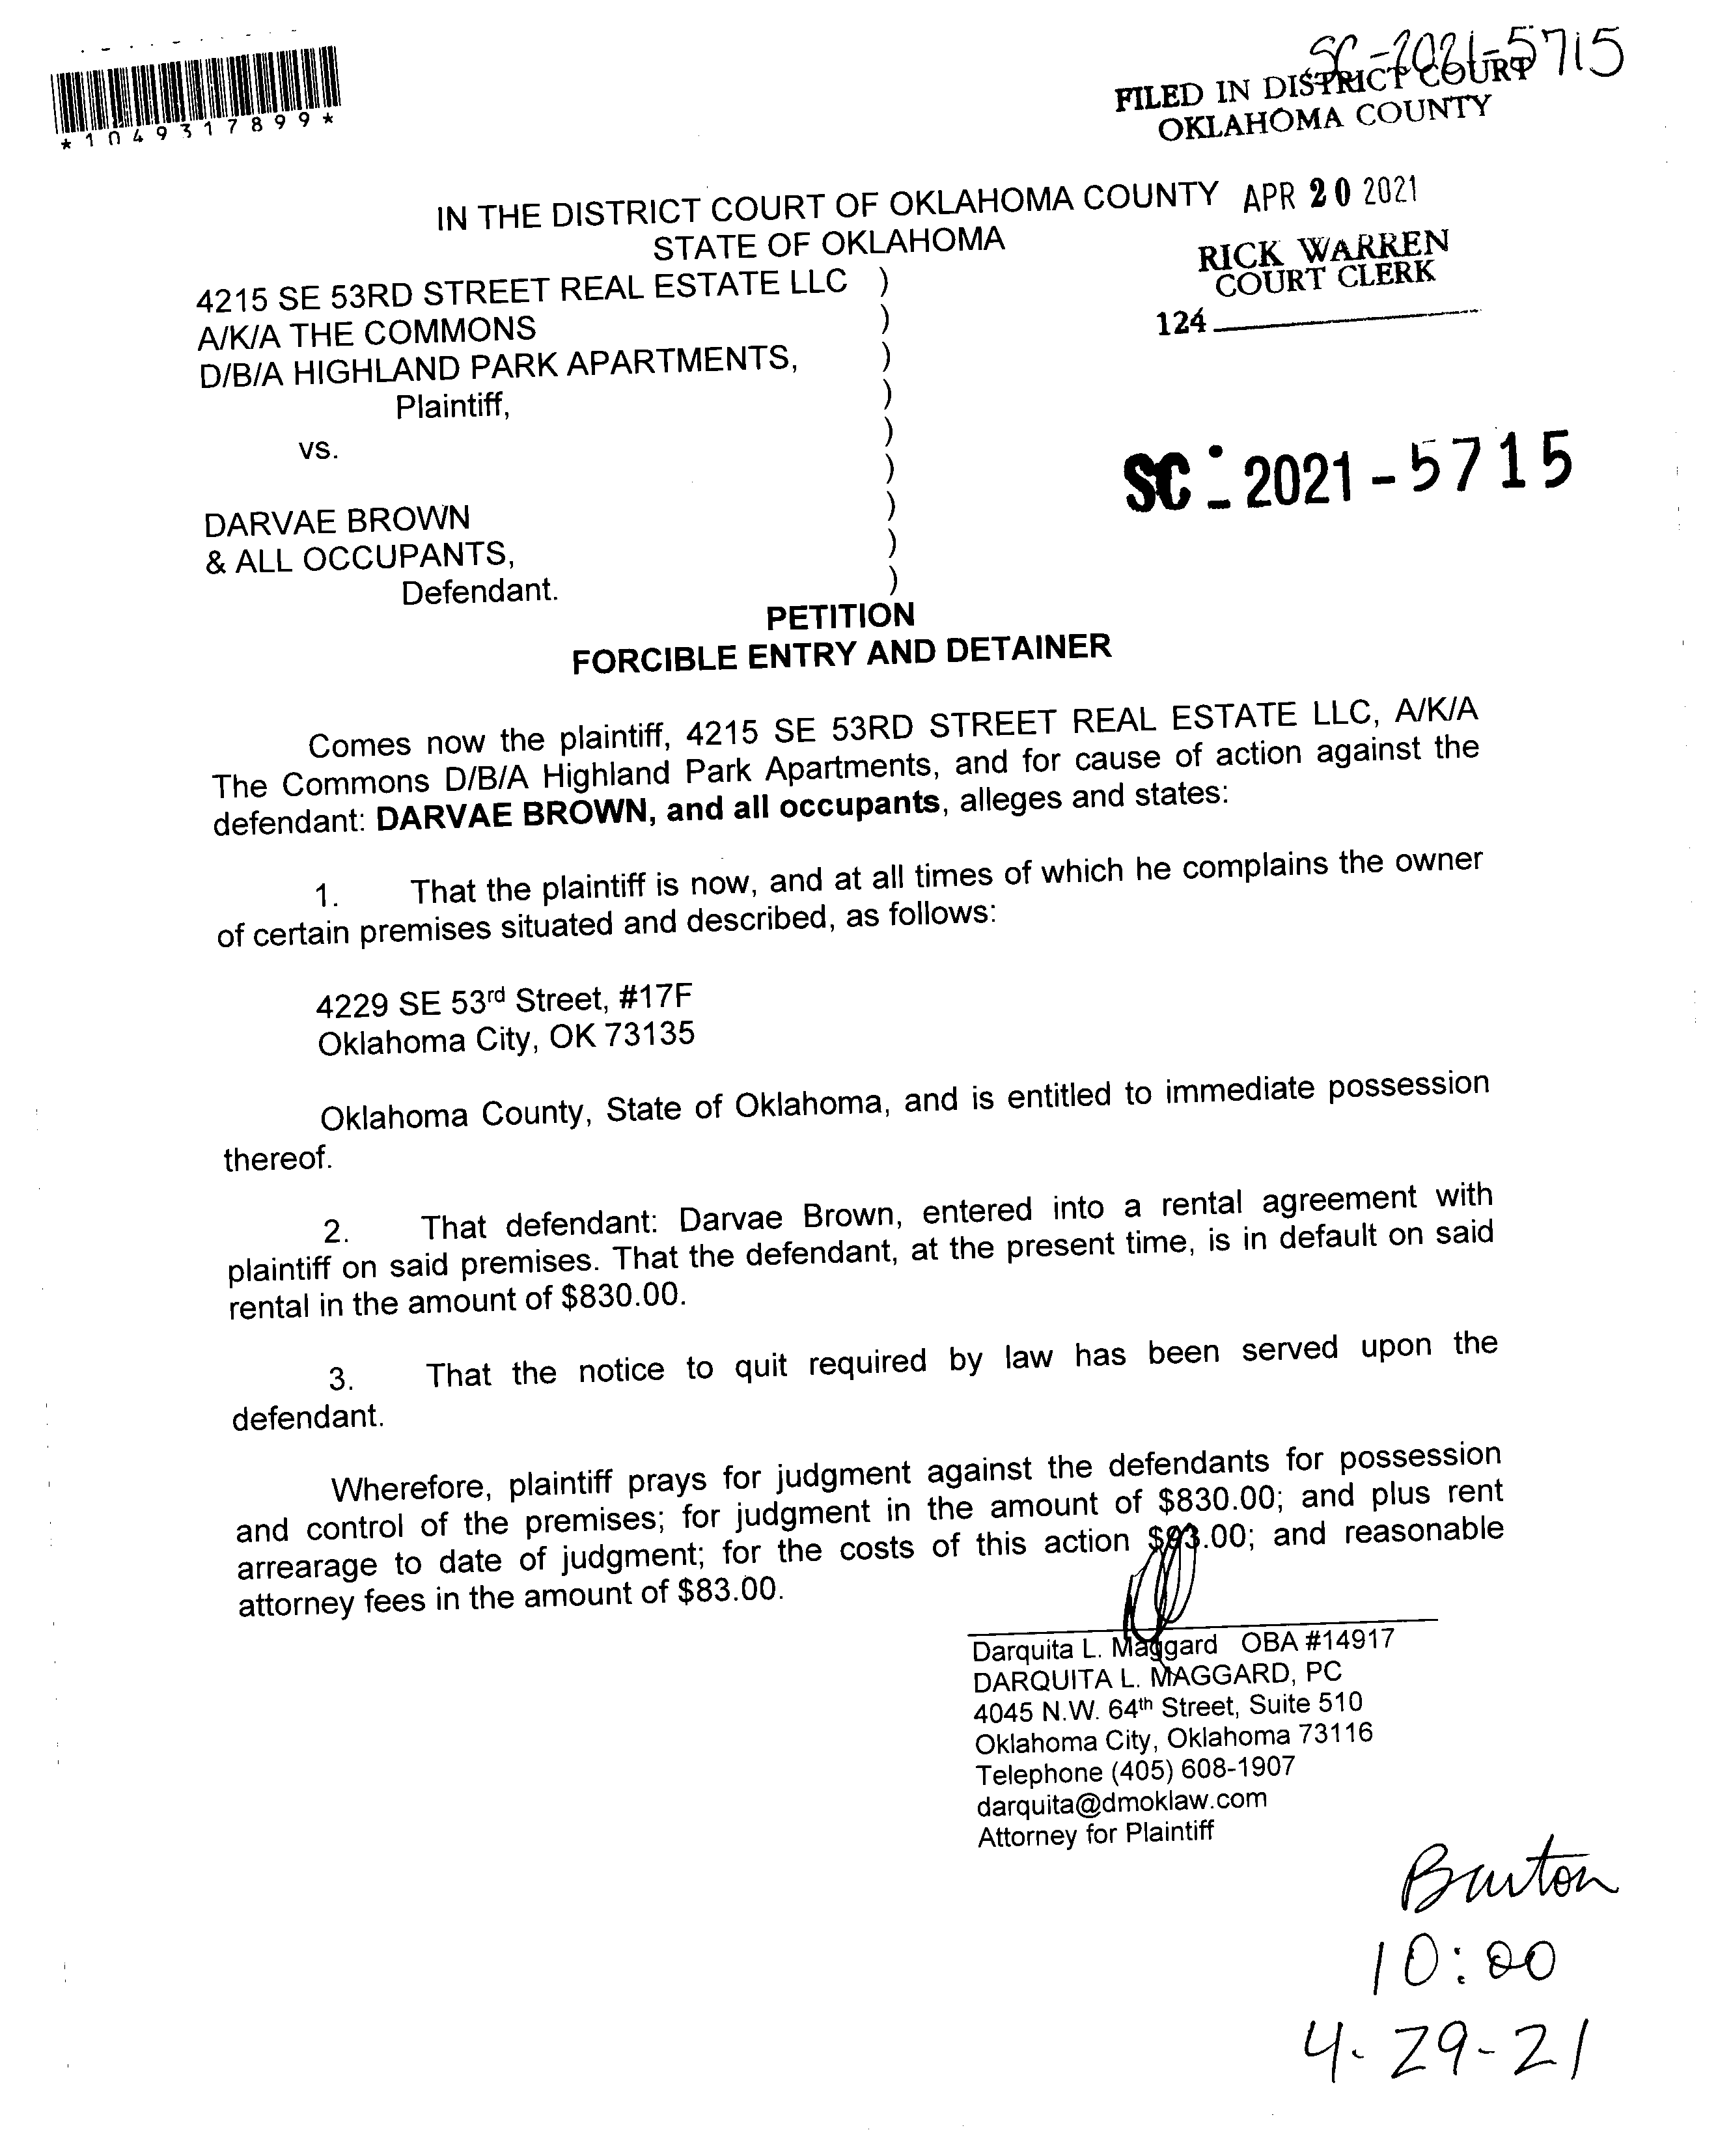 SC-2021-5715
*1049317899*
FILED IN DISTRICT COURT
OKLAHOMA COUNTY
IN THE DISTRICT COURT OF OKLAHOMA COUNTY APR 20 2021
STATE OF OKLAHOMA
RICK WARREN
COURT CLERK
124
4215 SE 53RD STREET REAL ESTATE LLC )
A/K/A THE COMMONS )
D/B/A HIGHLAND PARK APARTMENTS, )
Plaintiff, )
vs. )
)
SC - 2021 - 5715
DARVAE BROWN )
& ALL OCCUPANTS, )
Defendant. )
PETITION
FORCIBLE ENTRY AND DETAINER
Comes now the plaintiff, 4215 SE 53RD STREET REAL ESTATE LLC, A/K/A
The Commons D/B/A Highland Park Apartments, and for cause of action against the
defendant: DARVAE BROWN, and all occupants, alleges and states:
1. That the plaintiff is now, and at all times of which he complains the owner
of certain premises situated and described, as follows:
4229 SE 53rd Street, #17F
Oklahoma City, OK 73135
Oklahoma County, State of Oklahoma, and is entitled to immediate possession
thereof.
2. That defendant: Darvae Brown, entered into a rental agreement with
plaintiff on said premises. That the defendant, at the present time, is in default on said
rental in the amount of $830.00.
3. That the notice to quit required by law has been served upon the
defendant.
Wherefore, plaintiff prays for judgment against the defendants for possession
and control of the premises; for judgment in the amount of $830.00; and plus rent
arrearage to date of judgment; for the costs of this action $93.00; and reasonable
attorney fees in the amount of $83.00.
Darquita L. Maggard OBA #14917
DARQUITA L. MAGGARD, PC
4045 N.W. 64th Street, Suite 510
Oklahoma City, Oklahoma 73116
Telephone (405) 608-1907
darquita@dmoklaw.com
Attorney for Plaintiff
Burton
10:00
4-29-21